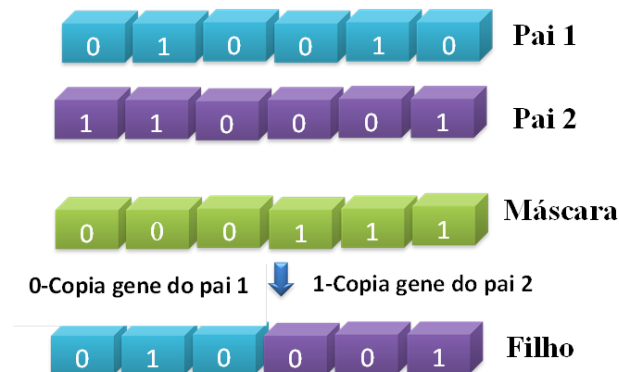 0 1 0 0 1 0 Pai 1
1 1 0 0 0 1 Pai 2
0 0 0 1 1 1 Máscara
0-Copia gene do pai 1 1-Copia gene do pai 2
0 1 0 0 0 1 Filho